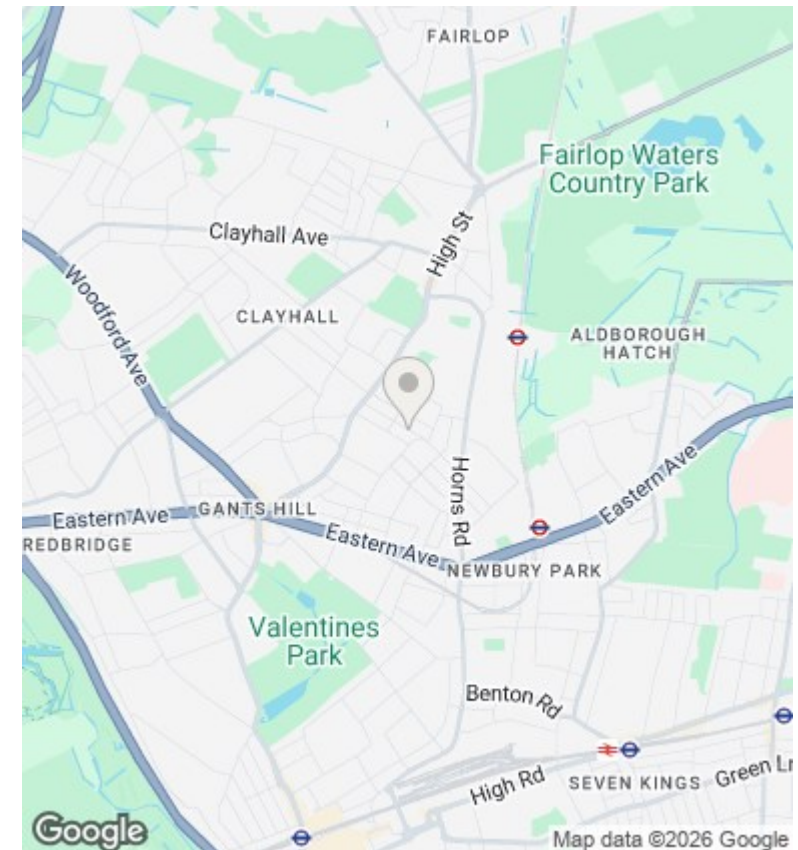 FAIRLOP
Fairlop Waters
Country Park
Clayhall Ave
High St
Woodford Ave
CLAYHALL
ALDBOROUGH
HATCH
Horns Rd
Eastern Ave
GANTS HILL
Eastern Ave
REDBRIDGE
Eastern Ave
NEWBURY PARK
Valentines
Park
Benton Rd
High Rd
SEVEN KINGS
Green Ln
Google
Map data ©2026 Google